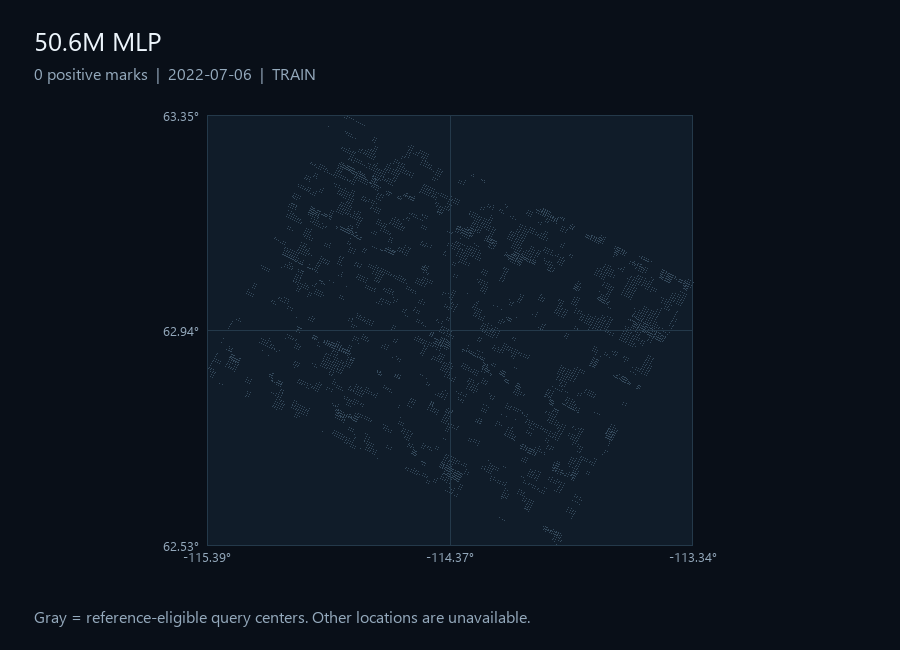 50.6M MLP
0 positive marks | 2022-07-06 | TRAIN
63.35°
62.94°
62.53°
-115.39°
-114.37°
-113.34°
Gray = reference-eligible query centers. Other locations are unavailable.